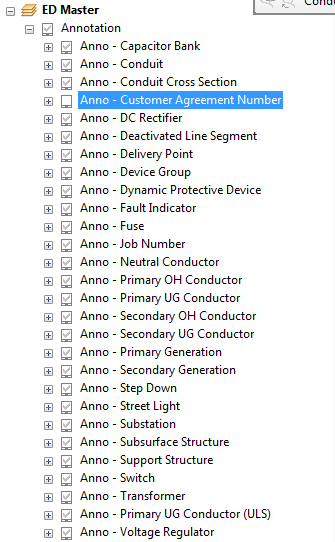 Condu
ED Master
Annotation
Anno - Capacitor Bank
Anno - Conduit
Anno - Conduit Cross Section
Anno - Customer Agreement Number
Anno - DC Rectifier
Anno - Deactivated Line Segment
Anno - Delivery Point
Anno - Device Group
Anno - Dynamic Protective Device
Anno - Fault Indicator
Anno - Fuse
Anno - Job Number
Anno - Neutral Conductor
Anno - Primary OH Conductor
Anno - Primary UG Conductor
Anno - Secondary OH Conductor
Anno - Secondary UG Conductor
Anno - Primary Generation
Anno - Secondary Generation
Anno - Step Down
Anno - Street Light
Anno - Substation
Anno - Subsurface Structure
Anno - Support Structure
Anno - Switch
Anno - Transformer
Anno - Primary UG Conductor (ULS)
Anno - Voltage Regulator